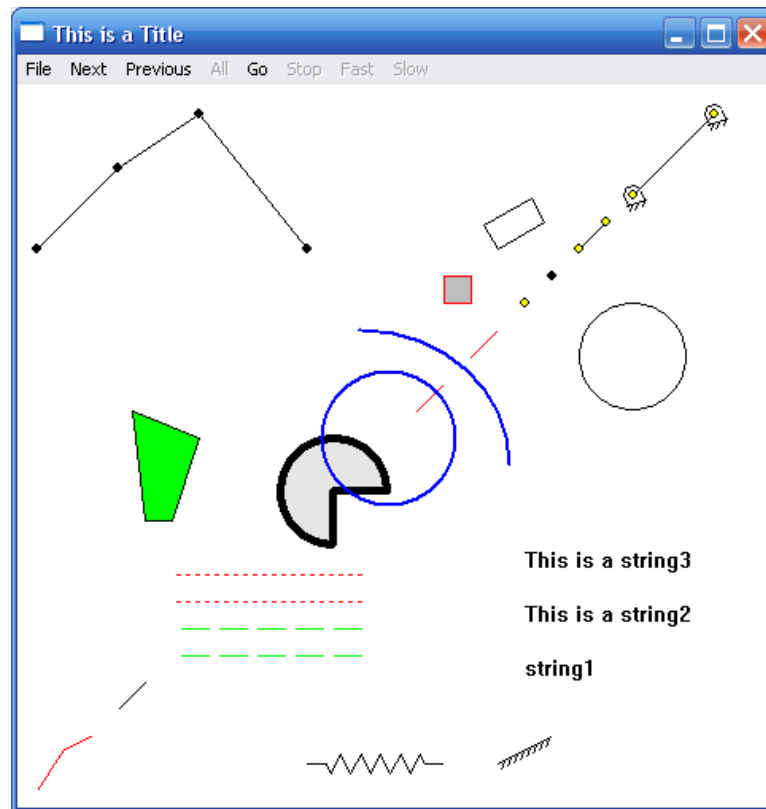 This is a Title
File Next Previous All Go Stop Fast Slow
This is a string3
This is a string2
string1